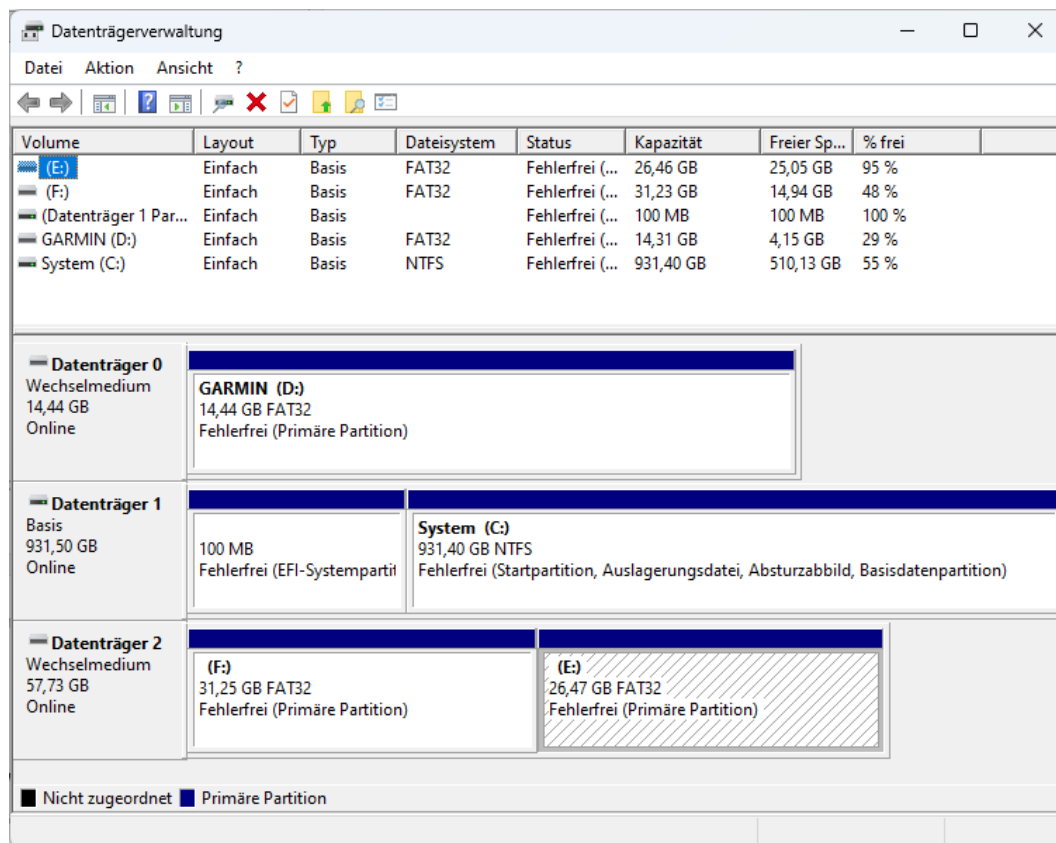 Datenträgerverwaltung
Datei Aktion Ansicht ?
Volume Layout Typ Dateisystem Status Kapazität Freier Sp... % frei
(E:) Einfach Basis FAT32 Fehlerfrei (... 26,46 GB 25,05 GB 95 %
(F:) Einfach Basis FAT32 Fehlerfrei (... 31,23 GB 14,94 GB 48 %
(Datenträger 1 Par... Einfach Basis Fehlerfrei (... 100 MB 100 MB 100 %
GARMIN (D:) Einfach Basis FAT32 Fehlerfrei (... 14,31 GB 4,15 GB 29 %
System (C:) Einfach Basis NTFS Fehlerfrei (... 931,40 GB 510,13 GB 55 %
Datenträger 0
Wechselmedium
14,44 GB
Online
GARMIN (D:)
14,44 GB FAT32
Fehlerfrei (Primäre Partition)
Datenträger 1
Basis
931,50 GB
Online
100 MB
Fehlerfrei (EFI-Systempartit
System (C:)
931,40 GB NTFS
Fehlerfrei (Startpartition, Auslagerungsdatei, Absturzabbild, Basisdatenpartition)
Datenträger 2
Wechselmedium
57,73 GB
Online
(F:)
31,25 GB FAT32
Fehlerfrei (Primäre Partition)
(E:)
26,47 GB FAT32
Fehlerfrei (Primäre Partition)
Nicht zugeordnet Primäre Partition